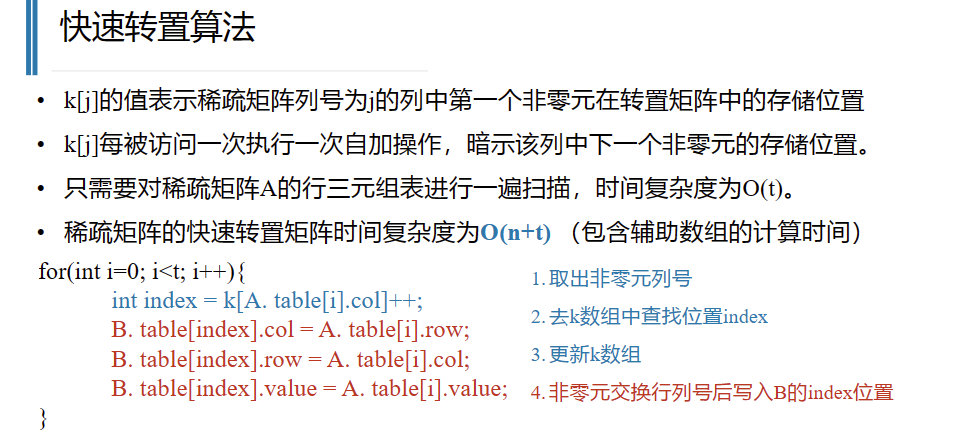 快速转置算法
• k[j]的值表示稀疏矩阵列号为j的列中第一个非零元在转置矩阵中的存储位置
• k[j]每被访问一次执行一次自加操作，暗示该列中下一个非零元的存储位置。
• 只需要对稀疏矩阵A的行三元组表进行一遍扫描，时间复杂度为O(t)。
• 稀疏矩阵的快速转置矩阵时间复杂度为O(n+t) （包含辅助数组的计算时间）
for(int i=0; i<t; i++){
int index = k[A. table[i].col]++;
B. table[index].col = A. table[i].row;
B. table[index].row = A. table[i].col;
B. table[index].value = A. table[i].value;
}
1. 取出非零元列号
2. 去k数组中查找位置index
3. 更新k数组
4. 非零元交换行列号后写入B的index位置